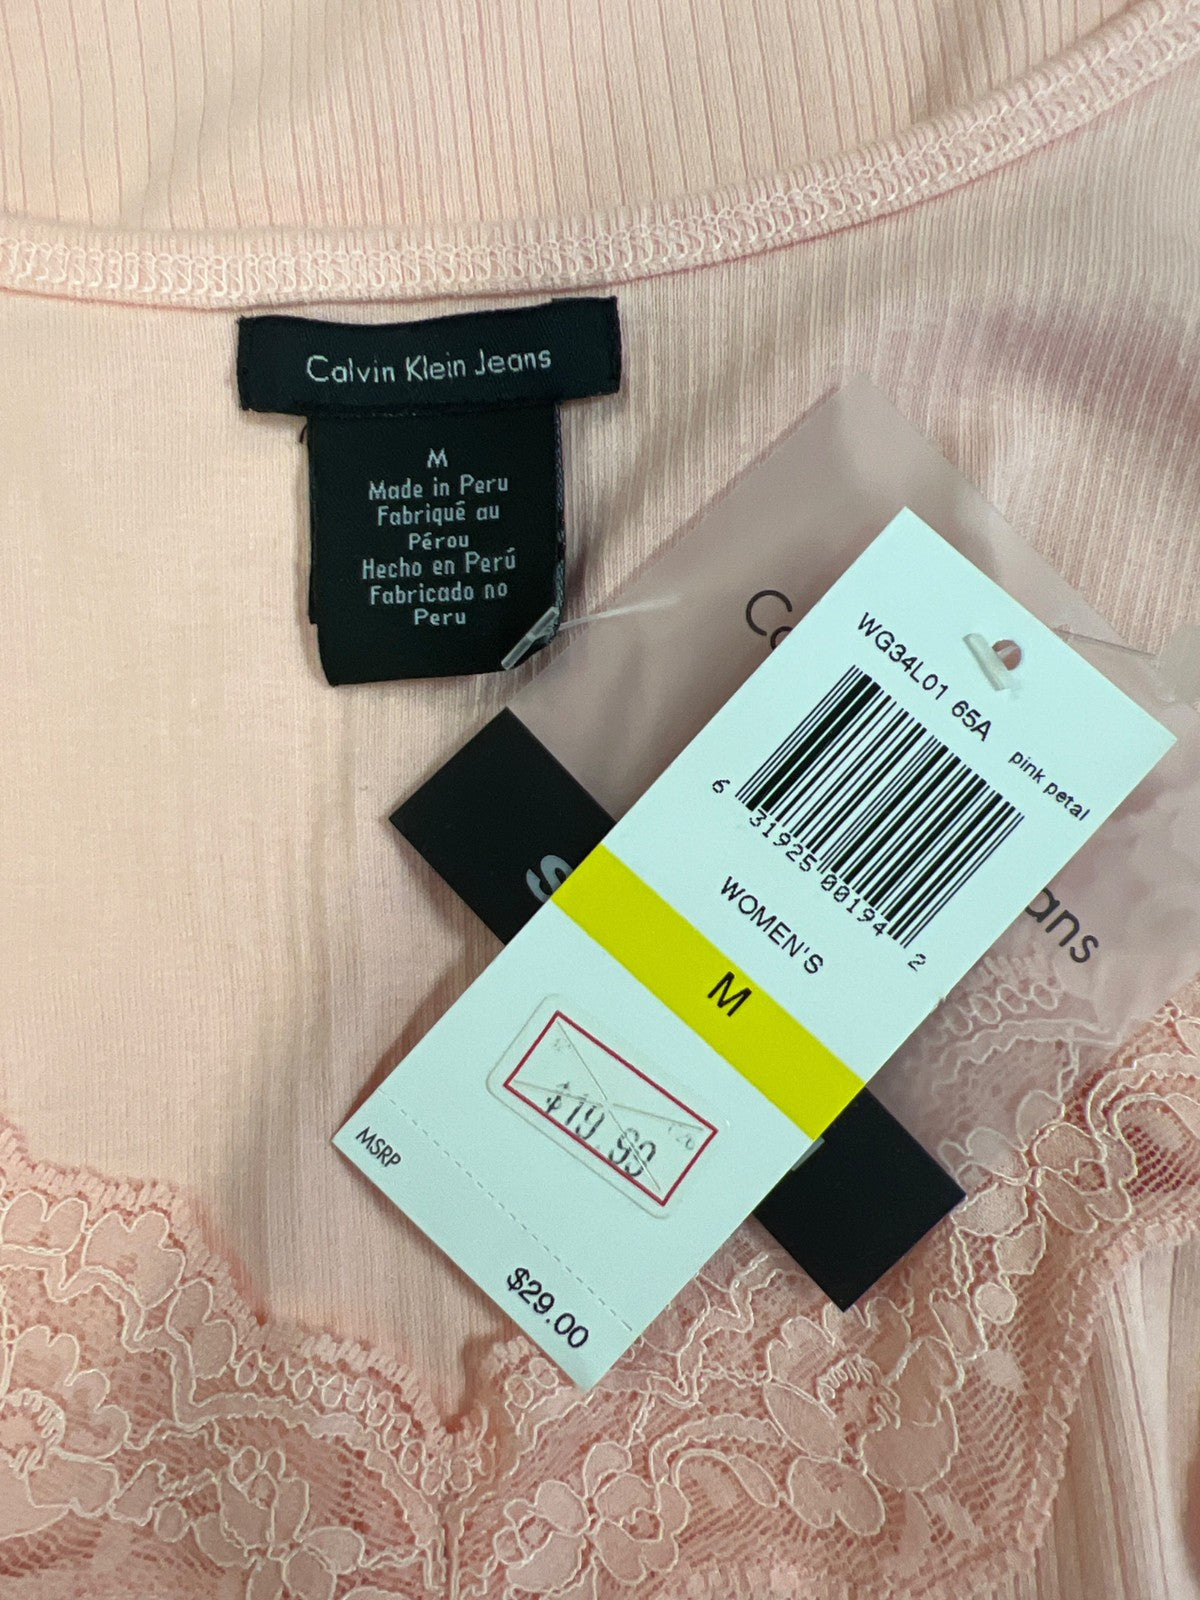 Calvin Klein Jeans
M
Made in Peru
Fabriqué au
Pérou
Hecho en Perú
Fabricado no
Peru
WG34L01 65A
pink petal
6 31925 00194 2
WOMEN'S
M
$19.99
MSRP
$29.00